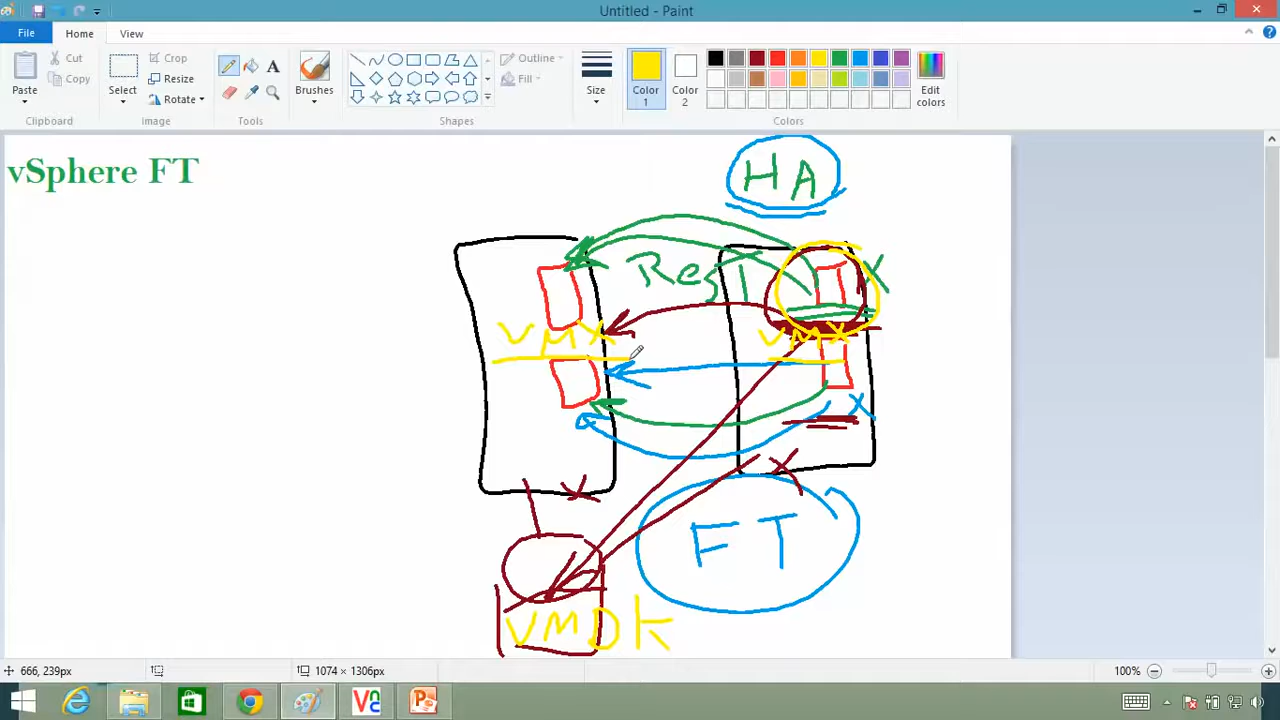 Untitled - Paint
File
Home
View
Paste
Cut
Copy
Clipboard
Select
Crop
Resize
Rotate
Image
A
Tools
Brushes
Shapes
Outline
Fill
Size
Color 1
Color 2
Colors
Edit colors
vSphere FT
HA
Rest
X
VMX
VMX
X
X
X
FT
VMDK
666, 239px
1074 × 1306px
100%